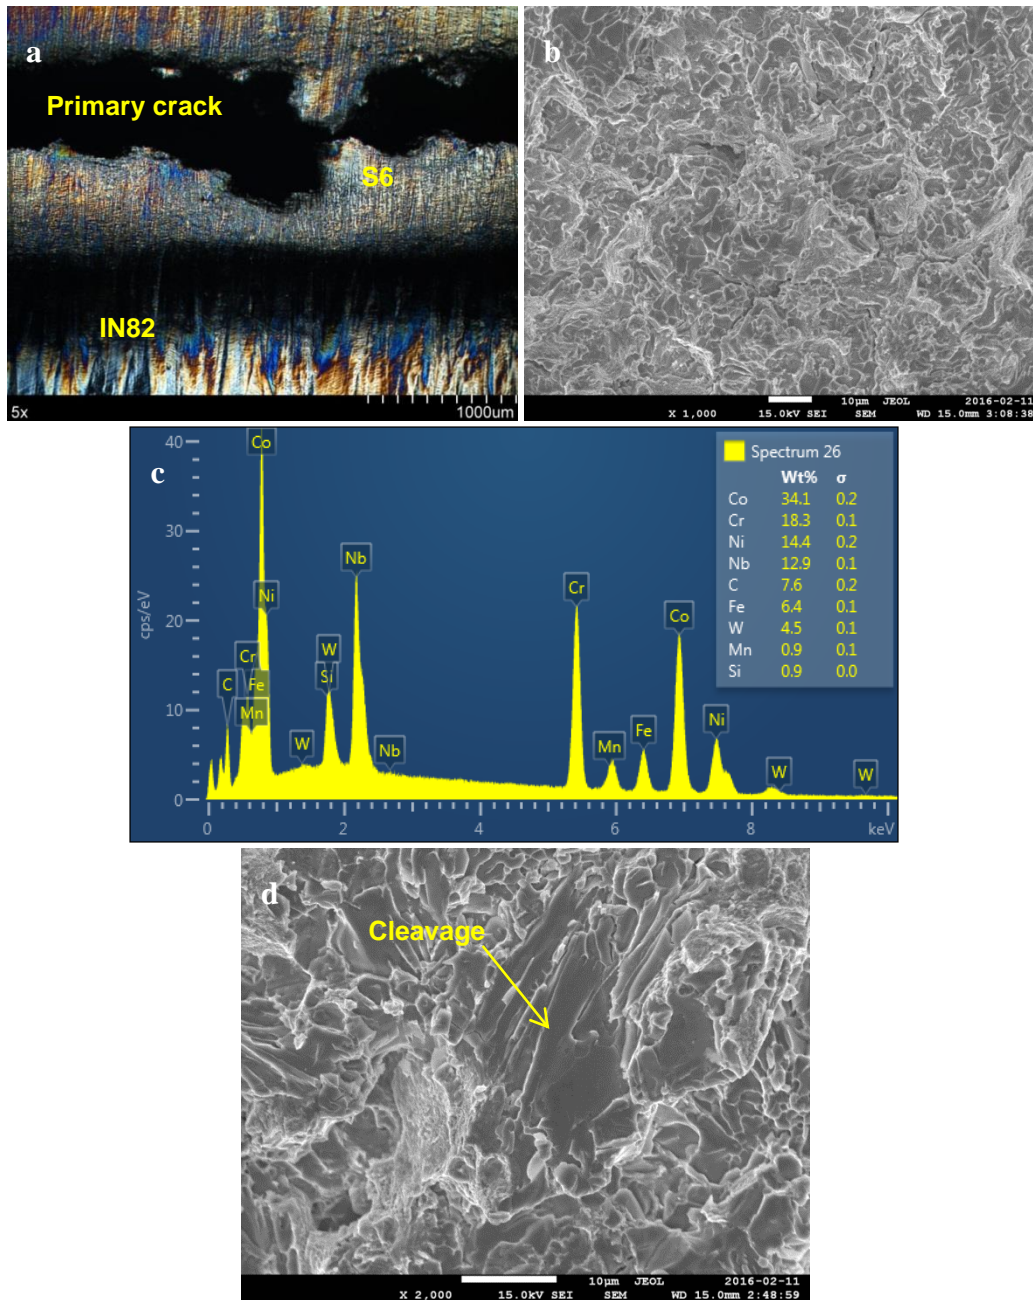 a
Primary crack
S6
IN82
5x
1000um
b
10µm JEOL 2016-02-11
X 1,000 15.0kV SEI SEM WD 15.0mm 3:08:38
c
cps/eV
40
30
20
10
0
0 2 4 6 8 keV
Co
Ni
Cr
Fe
C
Mn
W
Si
W
Nb
Nb
Cr
Mn
Fe
Co
Ni
W
W
Spectrum 26
Wt% σ
Co 34.1 0.2
Cr 18.3 0.1
Ni 14.4 0.2
Nb 12.9 0.1
C 7.6 0.2
Fe 6.4 0.1
W 4.5 0.1
Mn 0.9 0.1
Si 0.9 0.0
d
Cleavage
10µm JEOL 2016-02-11
X 2,000 15.0kV SEI SEM WD 15.0mm 2:48:59